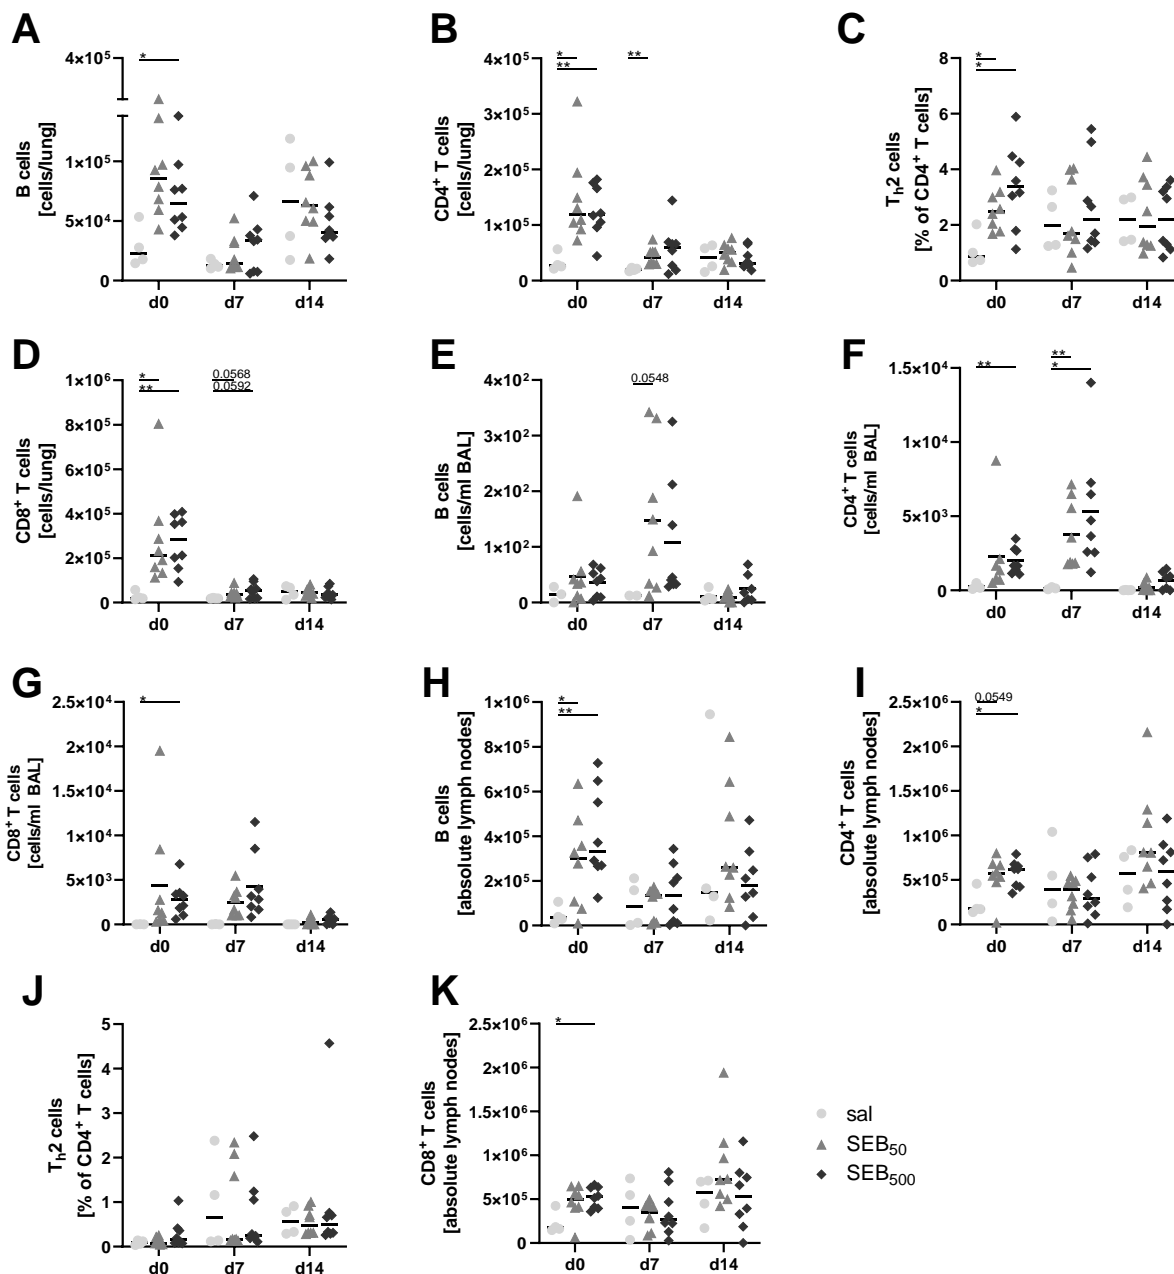 A
B cells
[cells/lung]
4×10⁵
1×10⁵
5×10⁴
0
*
d0 d7 d14
B
CD4⁺ T cells
[cells/lung]
4×10⁵
3×10⁵
2×10⁵
1×10⁵
0
*
**
**
d0 d7 d14
C
Tₕ2 cells
[% of CD4⁺ T cells]
8
6
4
2
0
*
*
d0 d7 d14
D
CD8⁺ T cells
[cells/lung]
1×10⁶
8×10⁵
6×10⁵
4×10⁵
2×10⁵
0
*
**
0.0568
0.0592
d0 d7 d14
E
B cells
[cells/ml BAL]
4×10²
3×10²
2×10²
1×10²
0
0.0548
d0 d7 d14
F
CD4⁺ T cells
[cells/ml BAL]
1.5×10⁴
1×10⁴
5×10³
0
**
**
*
d0 d7 d14
G
CD8⁺ T cells
[cells/ml BAL]
2.5×10⁴
2×10⁴
1.5×10⁴
1×10⁴
5×10³
0
*
d0 d7 d14
H
B cells
[absolute lymph nodes]
1×10⁶
8×10⁵
6×10⁵
4×10⁵
2×10⁵
0
*
**
d0 d7 d14
I
CD4⁺ T cells
[absolute lymph nodes]
2.5×10⁶
2×10⁶
1.5×10⁶
1×10⁶
5×10⁵
0
0.0549
*
d0 d7 d14
J
Tₕ2 cells
[% of CD4⁺ T cells]
5
4
3
2
1
0
d0 d7 d14
K
CD8⁺ T cells
[absolute lymph nodes]
2.5×10⁶
2×10⁶
1.5×10⁶
1×10⁶
5×10⁵
0
*
d0 d7 d14
sal
SEB₅₀
SEB₅₀₀